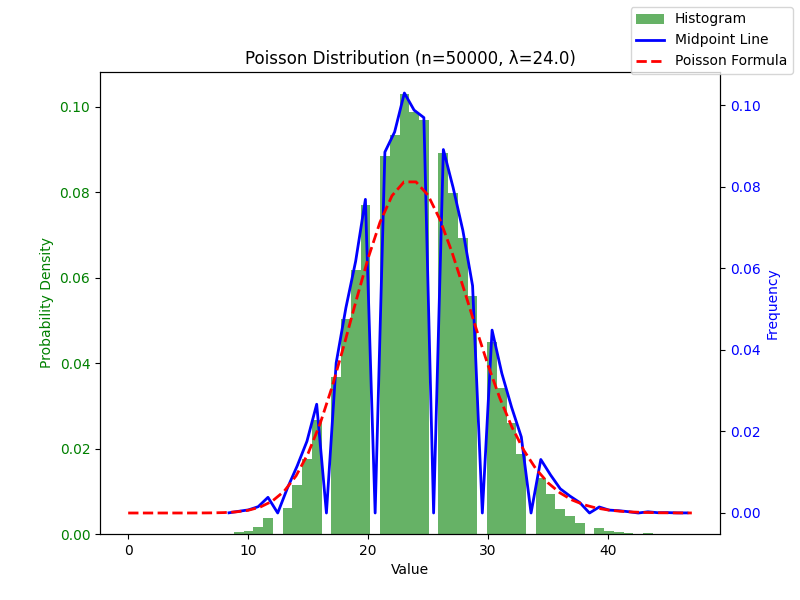 Histogram
Midpoint Line
Poisson Formula
Poisson Distribution (n=50000, λ=24.0)
0.10
0.08
0.06
0.04
0.02
0.00
Probability Density
0.10
0.08
0.06
0.04
0.02
0.00
Frequency
0 10 20 30 40
Value